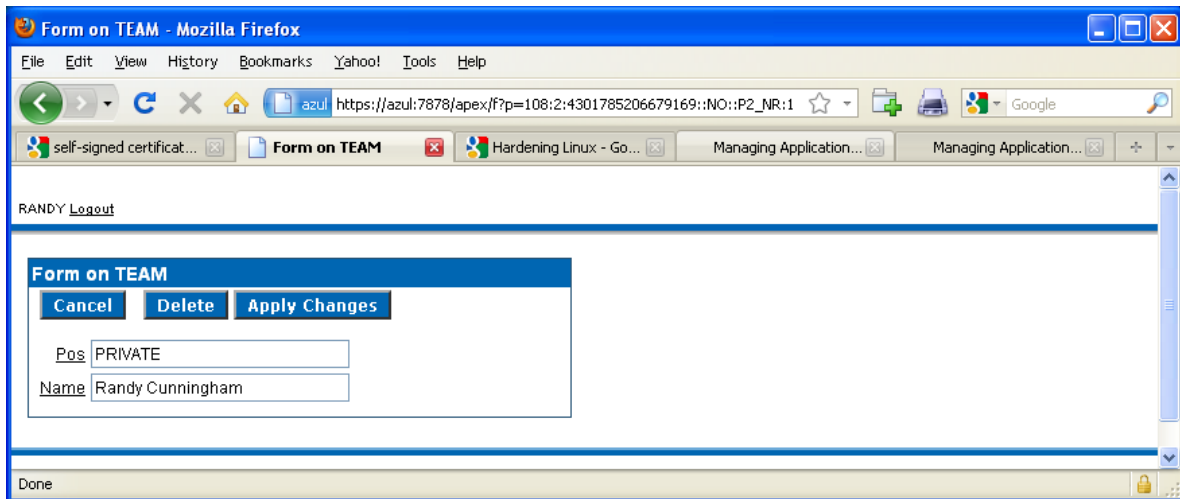 Form on TEAM - Mozilla Firefox
File Edit View History Bookmarks Yahoo! Tools Help
azul https://azul:7878/apex/f?p=108:2:4301785206679169::NO::P2_NR:1 Google
self-signed certificat... Form on TEAM Hardening Linux - Go... Managing Application... Managing Application...
RANDY Logout
Form on TEAM
Cancel Delete Apply Changes
Pos PRIVATE
Name Randy Cunningham
Done